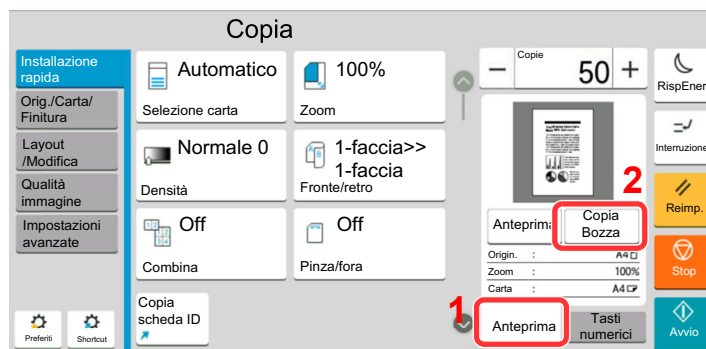 Copia
Installazione
rapida
Orig./Carta/
Finitura
Layout
/Modifica
Qualità
immagine
Impostazioni
avanzate
Preferiti
Shortcut
Automatico
Selezione carta
100%
Zoom
Normale 0
Densità
1-faccia>>
1-faccia
Fronte/retro
Off
Combina
Off
Pinza/fora
Copia
scheda ID
Copie
50
2
Anteprima
Copia
Bozza
Origin. : A4
Zoom : 100%
Carta : A4
1
Anteprima
Tasti
numerici
RispEner
Interruzione
Reimp.
Stop
Avvio